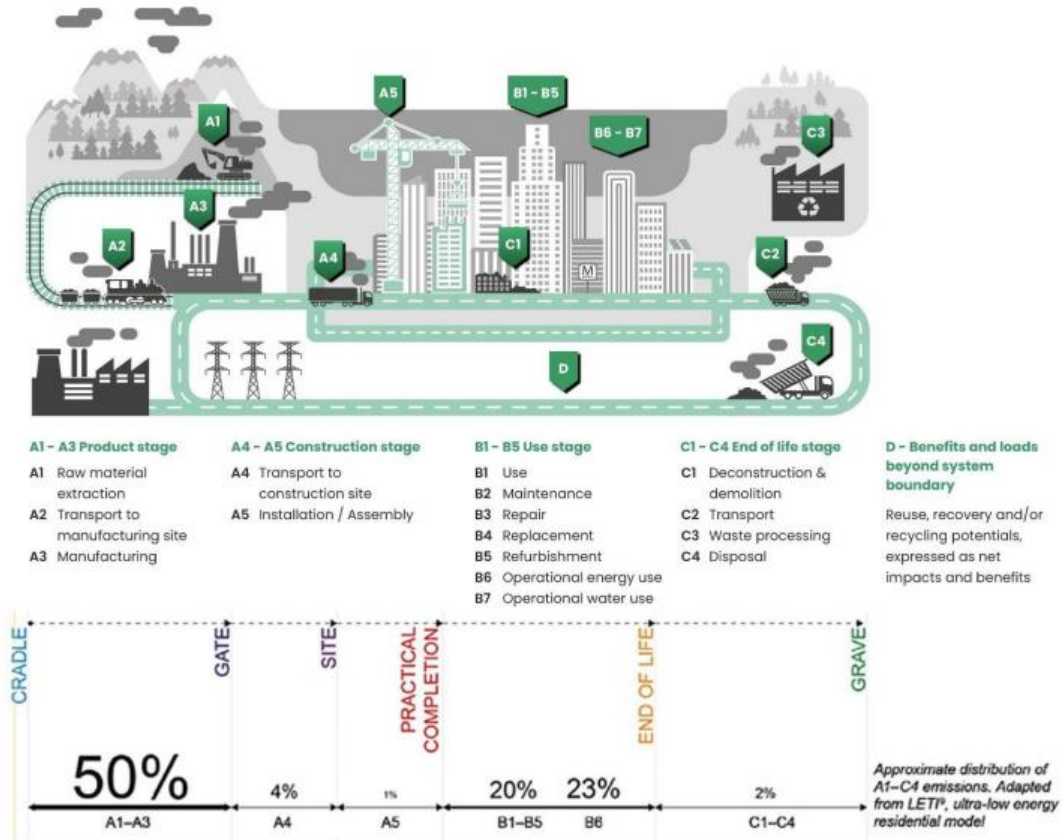 A5
B1 - B5
B6 - B7
A1
C3
A3
A2
A4
C1
M
C2
D
C4
A1 - A3 Product stage
A1 Raw material
extraction
A2 Transport to
manufacturing site
A3 Manufacturing
A4 - A5 Construction stage
A4 Transport to
construction site
A5 Installation / Assembly
B1 - B5 Use stage
B1 Use
B2 Maintenance
B3 Repair
B4 Replacement
B5 Refurbishment
B6 Operational energy use
B7 Operational water use
C1 - C4 End of life stage
C1 Deconstruction &
demolition
C2 Transport
C3 Waste processing
C4 Disposal
D - Benefits and loads
beyond system
boundary
Reuse, recovery and/or
recycling potentials,
expressed as net
impacts and benefits
CRADLE
GATE
SITE
PRACTICAL
COMPLETION
END OF LIFE
GRAVE
50%
A1–A3
4%
A4
1%
A5
20%
B1–B5
23%
B6
2%
C1–C4
Approximate distribution of
A1–C4 emissions. Adapted
from LETI, ultra-low energy
residential model